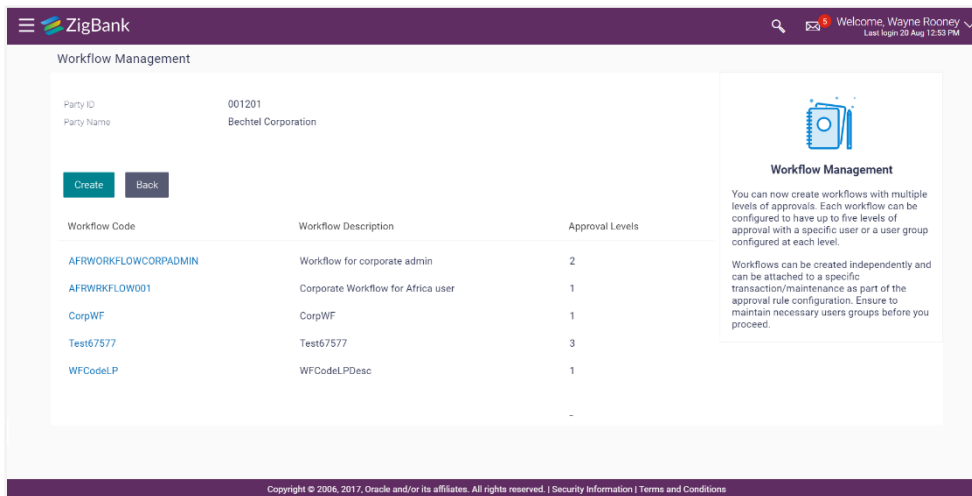 ZigBank
5
Welcome, Wayne Rooney
Last login 20 Aug 12:53 PM
Workflow Management
Party ID 001201
Party Name Bechtel Corporation
Create Back
Workflow Code Workflow Description Approval Levels
AFRWORKFLOWCORPADMIN Workflow for corporate admin 2
AFRWRKFLOW001 Corporate Workflow for Africa user 1
CorpWF CorpWF 1
Test67577 Test67577 3
WFCodeLP WFCodeLPDesc 1
Workflow Management
You can now create workflows with multiple
levels of approvals. Each workflow can be
configured to have up to five levels of
approval with a specific user or a user group
configured at each level.
Workflows can be created independently and
can be attached to a specific
transaction/maintenance as part of the
approval rule configuration. Ensure to
maintain necessary users groups before you
proceed.
Copyright © 2006, 2017, Oracle and/or its affiliates. All rights reserved. | Security Information | Terms and Conditions